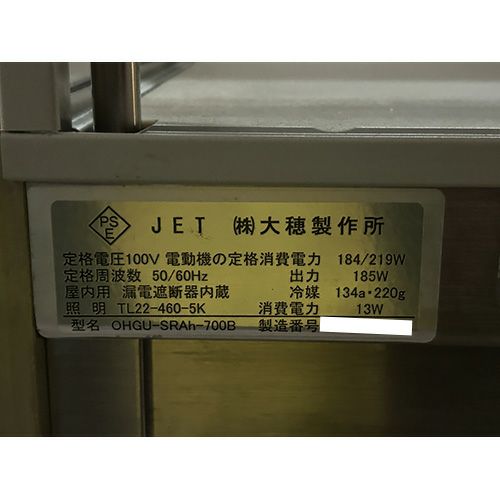 PSE JET ㈱大穂製作所
定格電圧100V 電動機の定格消費電力 184/219W
定格周波数 50/60Hz 出力 185W
屋内用 漏電遮断器内蔵 冷媒 134a・220g
照明 TL22-460-5K 消費電力 13W
型名 OHGU-SRAh-700B 製造番号